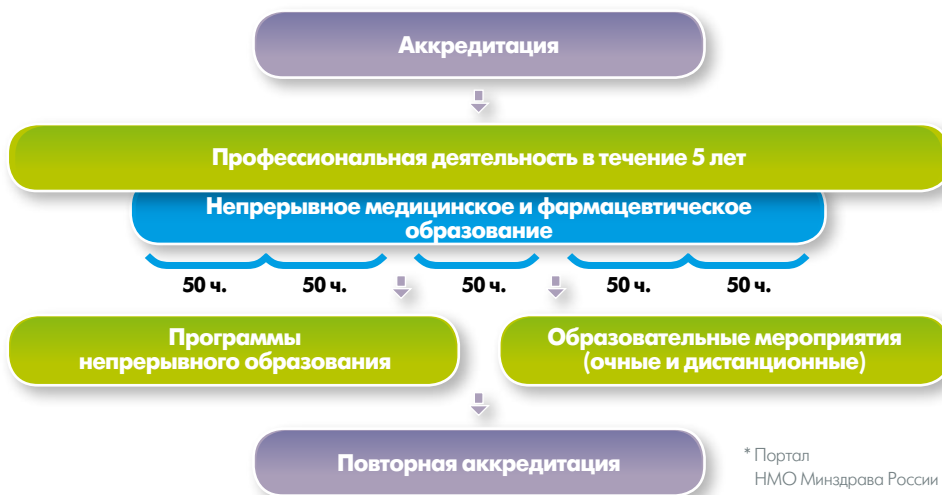 Аккредитация
Профессиональная деятельность в течение 5 лет
Непрерывное медицинское и фармацевтическое
образование
50 ч.
50 ч.
50 ч.
50 ч.
50 ч.
Программы
непрерывного образования
Образовательные мероприятия
(очные и дистанционные)
Повторная аккредитация
* Портал
НМО Минздрава России